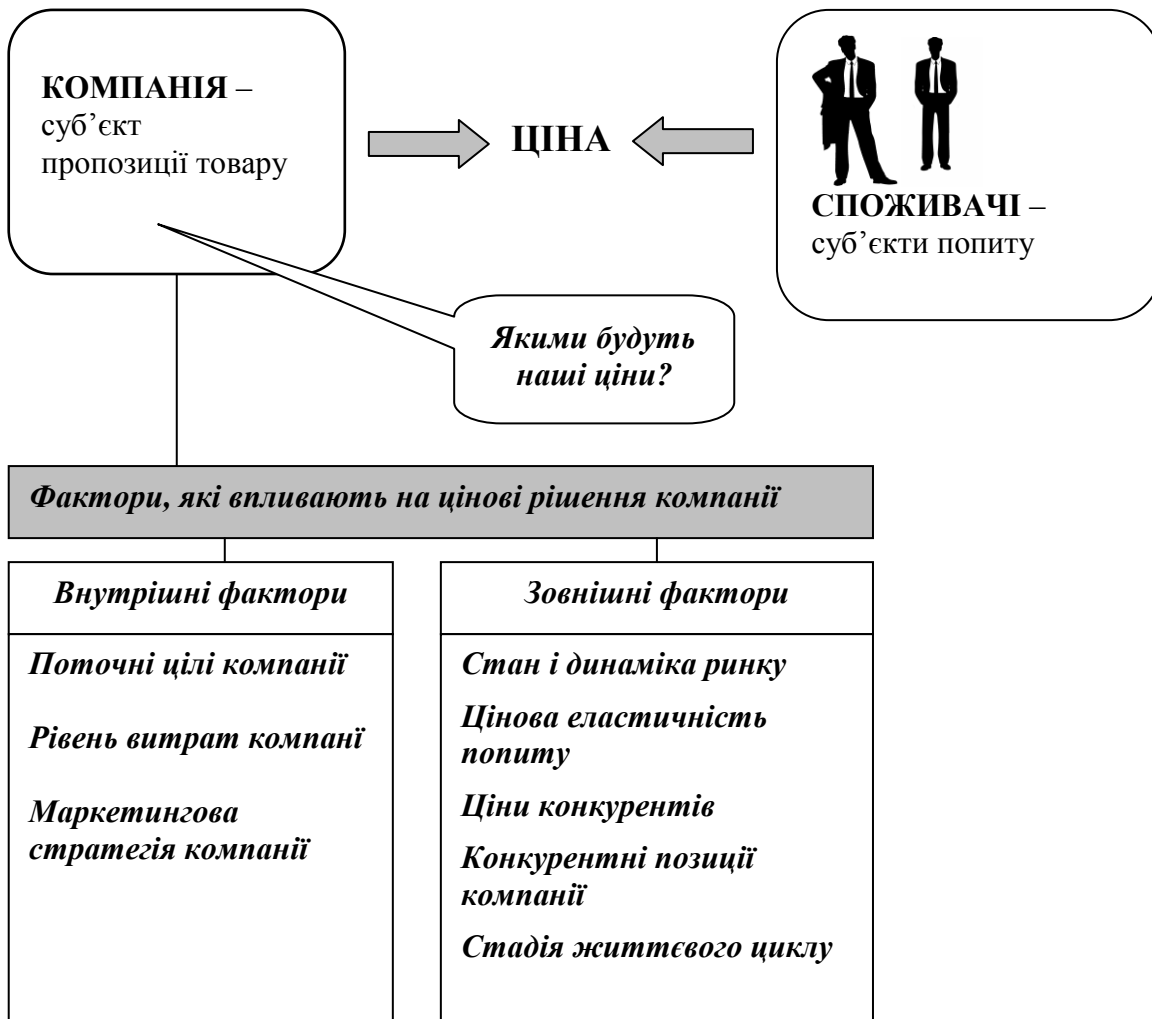 КОМПАНІЯ –
суб’єкт
пропозиції товару
ЦІНА
СПОЖИВАЧІ –
суб’єкти попиту
Якими будуть
наші ціни?
Фактори, які впливають на цінові рішення компанії
Внутрішні фактори
Поточні цілі компанії
Рівень витрат компанї
Маркетингова
стратегія компанії
Зовнішні фактори
Стан і динаміка ринку
Цінова еластичність
попиту
Ціни конкурентів
Конкурентні позиції
компанії
Стадія життєвого циклу